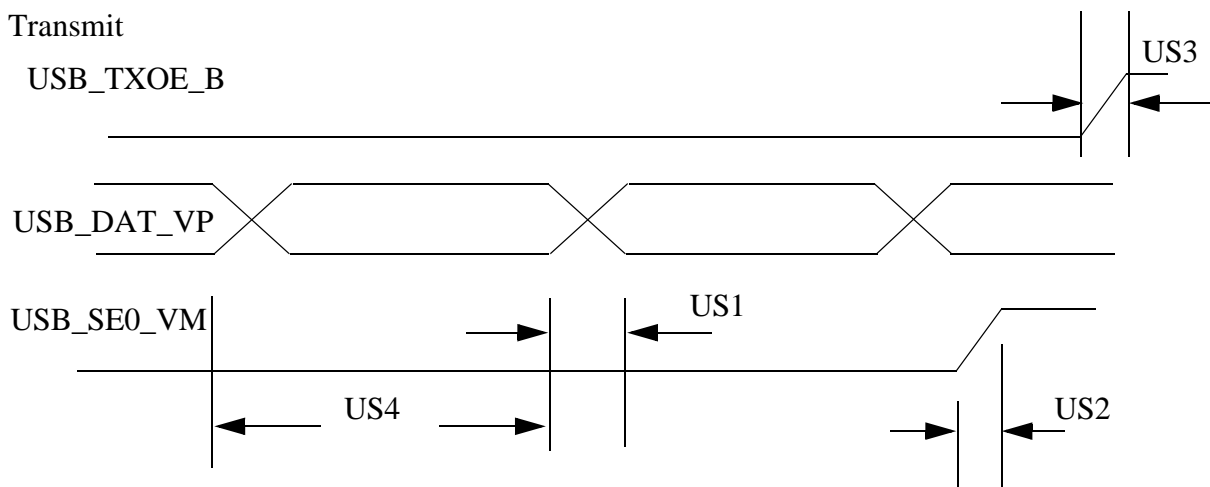 Transmit
US3
USB_TXOE_B
USB_DAT_VP
US1
USB_SE0_VM
US4
US2